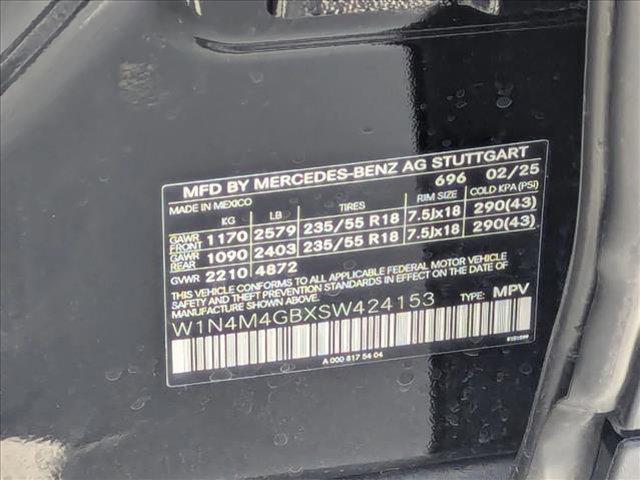 MFD BY MERCEDES-BENZ AG STUTTGART
MADE IN MEXICO 696 02/25
KG LB TIRES RIM SIZE COLD KPA (PSI)
GAWR FRONT 1170 2579 235/55 R18 7.5Jx18 290(43)
GAWR REAR 1090 2403 235/55 R18 7.5Jx18 290(43)
GVWR 2210 4872
THIS VEHICLE CONFORMS TO ALL APPLICABLE FEDERAL MOTOR VEHICLE
SAFETY AND THEFT PREVENTION STANDARDS IN EFFECT ON THE DATE OF
MANUFACTURE SHOWN ABOVE.
W1N4M4GBXSW424153 TYPE: MPV
A 000 817 54 04